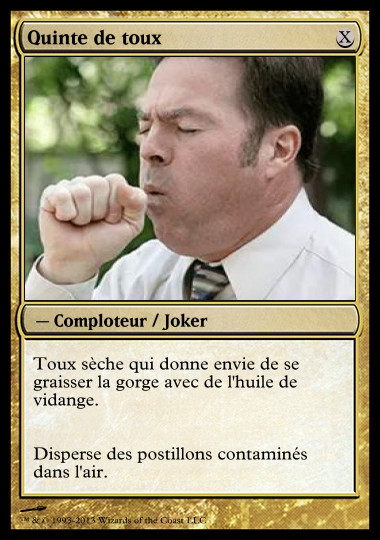 Quinte de toux
X
— Comploteur / Joker
Toux sèche qui donne envie de se
graisser la gorge avec de l'huile de
vidange.
Disperse des postillons contaminés
dans l'air.
™ & © 1993-2013 Wizards of the Coast LLC